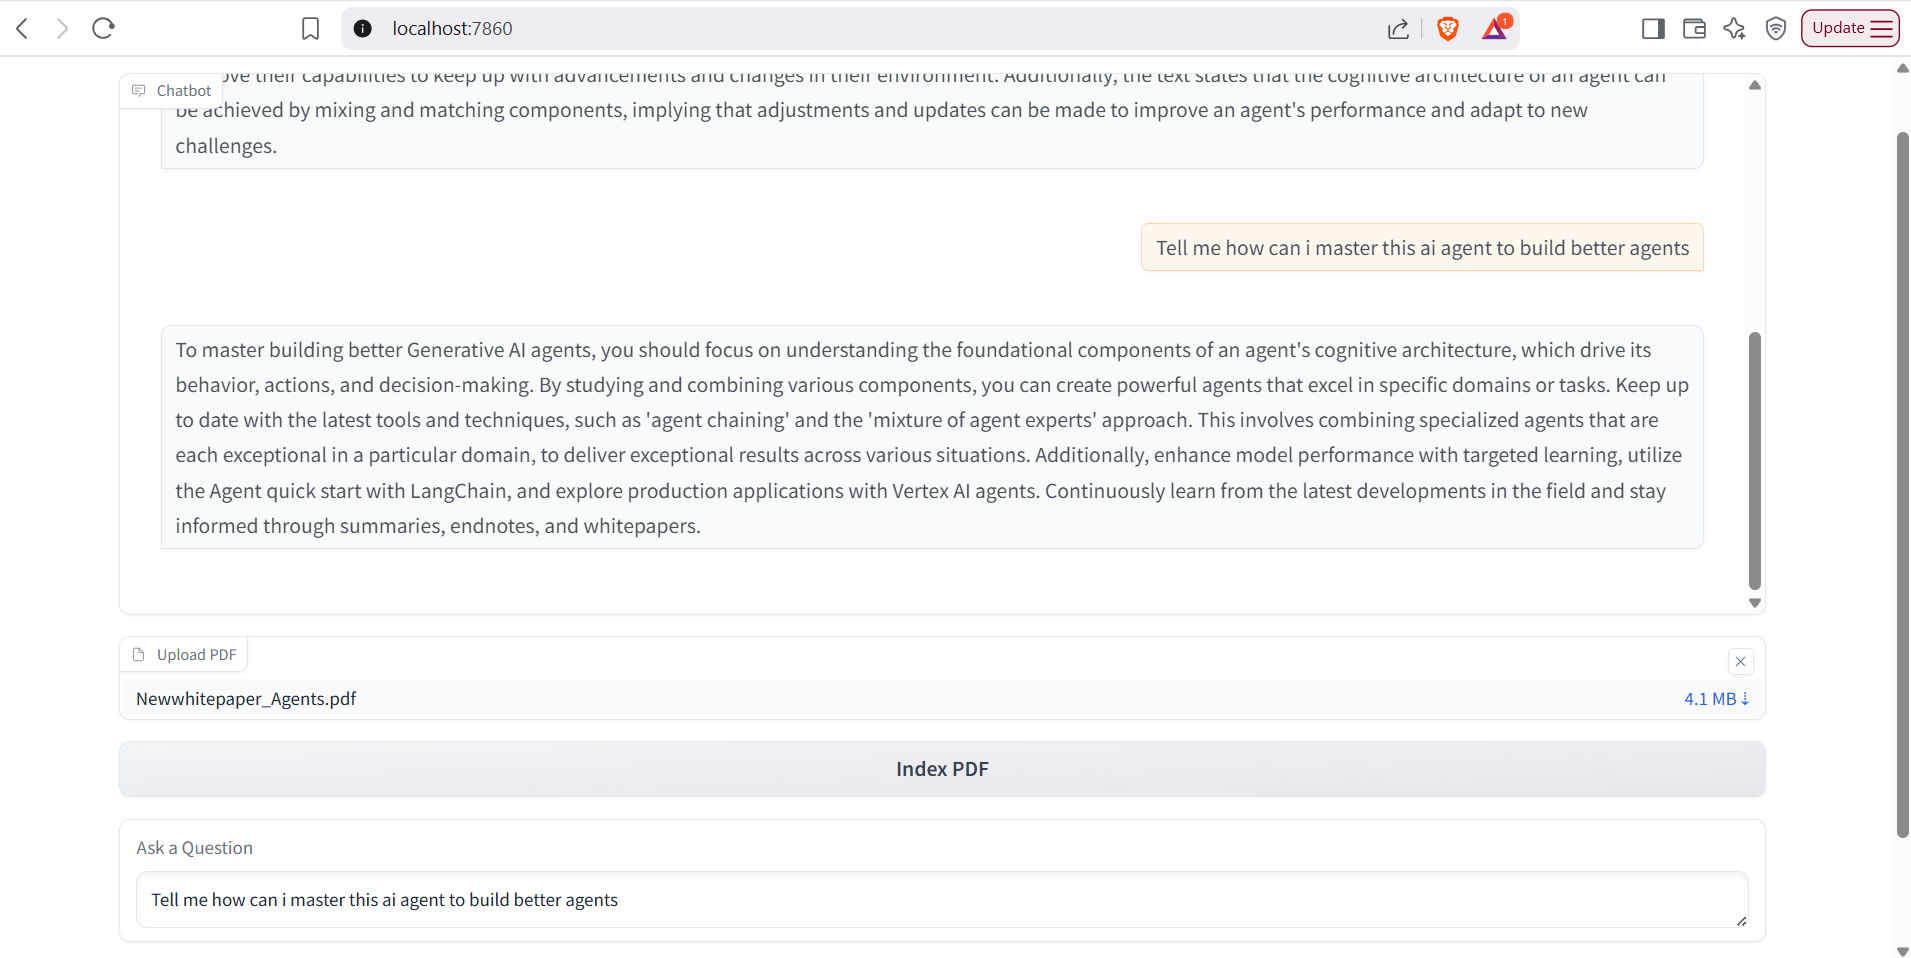 localhost:7860
1
Update
Chatbot
ove their capabilities to keep up with advancements and changes in their environment. Additionally, the text states that the cognitive architecture of an agent can
be achieved by mixing and matching components, implying that adjustments and updates can be made to improve an agent's performance and adapt to new
challenges.
Tell me how can i master this ai agent to build better agents
To master building better Generative AI agents, you should focus on understanding the foundational components of an agent's cognitive architecture, which drive its
behavior, actions, and decision-making. By studying and combining various components, you can create powerful agents that excel in specific domains or tasks. Keep up
to date with the latest tools and techniques, such as 'agent chaining' and the 'mixture of agent experts' approach. This involves combining specialized agents that are
each exceptional in a particular domain, to deliver exceptional results across various situations. Additionally, enhance model performance with targeted learning, utilize
the Agent quick start with LangChain, and explore production applications with Vertex AI agents. Continuously learn from the latest developments in the field and stay
informed through summaries, endnotes, and whitepapers.
Upload PDF
Newwhitepaper_Agents.pdf
4.1 MB ⇣
Index PDF
Ask a Question
Tell me how can i master this ai agent to build better agents